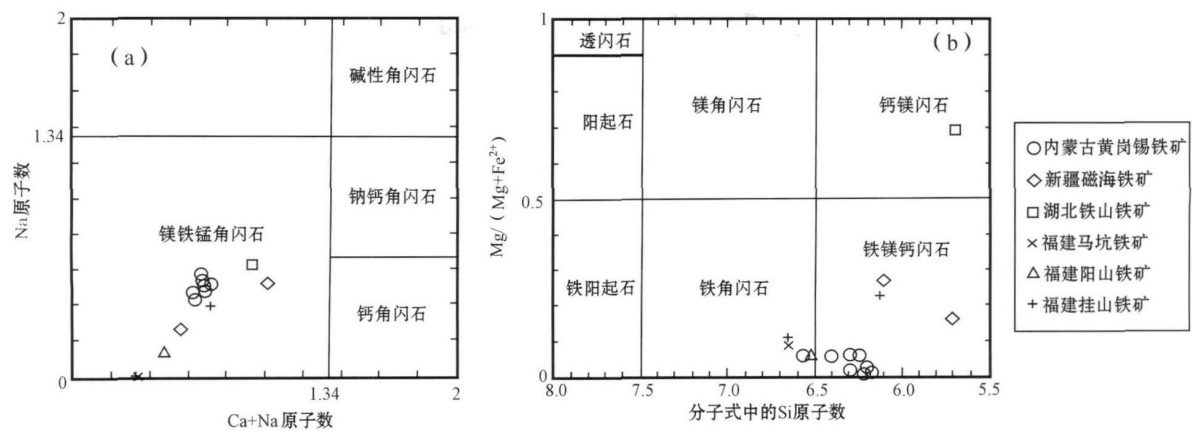 2
(a)
碱性角闪石
1.34
钠钙角闪石
镁铁锰角闪石
钙角闪石
0
1.34
2
Na原子数
Ca+Na原子数
1
透闪石
(b)
镁角闪石
钙镁闪石
阳起石
0.5
铁镁钙闪石
铁阳起石
铁角闪石
0
8.0
7.5
7.0
6.5
6.0
5.5
Mg/(Mg+Fe2+)
分子式中的Si原子数
内蒙古黄岗锡铁矿
新疆磁海铁矿
湖北铁山铁矿
福建马坑铁矿
福建阳山铁矿
福建挂山铁矿